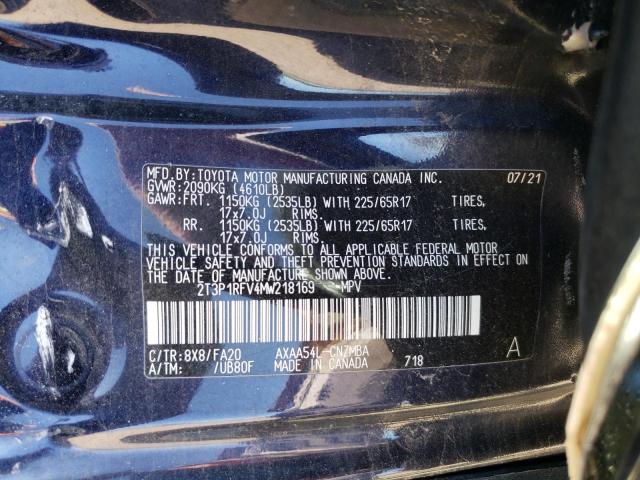 MFD.BY:TOYOTA MOTOR MANUFACTURING CANADA INC. 07/21
GVWR:2090KG (4610LB)
GAWR:FRT. 1150KG (2535LB) WITH 225/65R17 TIRES,
17x7.0J RIMS.
RR. 1150KG (2535LB) WITH 225/65R17 TIRES,
17x7.0J RIMS.
THIS VEHICLE CONFORMS TO ALL APPLICABLE FEDERAL MOTOR
VEHICLE SAFETY AND THEFT PREVENTION STANDARDS IN EFFECT ON
THE DATE OF MANUFACTURE SHOWN ABOVE.
2T3P1RFV4MW218169 MPV
C/TR:8X8/FA20 AXAA54L-CNZMBA A
A/TM: /UB80F MADE IN CANADA 718